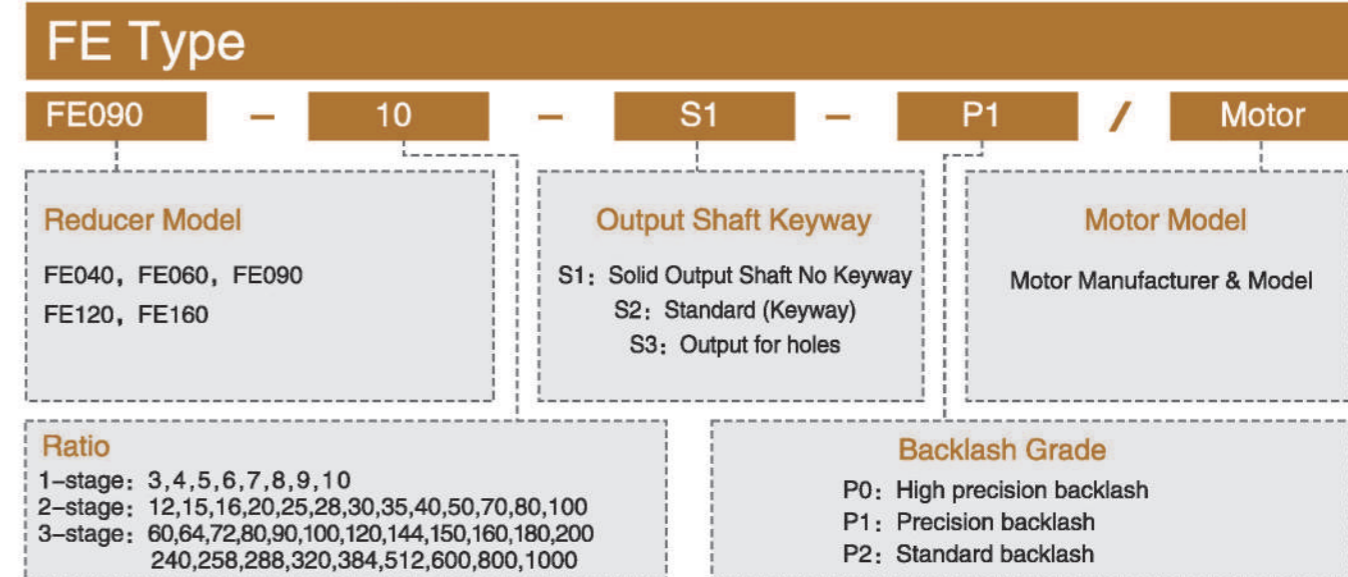 FE Type
FE090 – 10 – S1 – P1 / Motor
Reducer Model
FE040, FE060, FE090
FE120, FE160
Output Shaft Keyway
S1: Solid Output Shaft No Keyway
S2: Standard (Keyway)
S3: Output for holes
Motor Model
Motor Manufacturer & Model
Ratio
1–stage: 3,4,5,6,7,8,9,10
2–stage: 12,15,16,20,25,28,30,35,40,50,70,80,100
3–stage: 60,64,72,80,90,100,120,144,150,160,180,200
240,258,288,320,384,512,600,800,1000
Backlash Grade
P0: High precision backlash
P1: Precision backlash
P2: Standard backlash